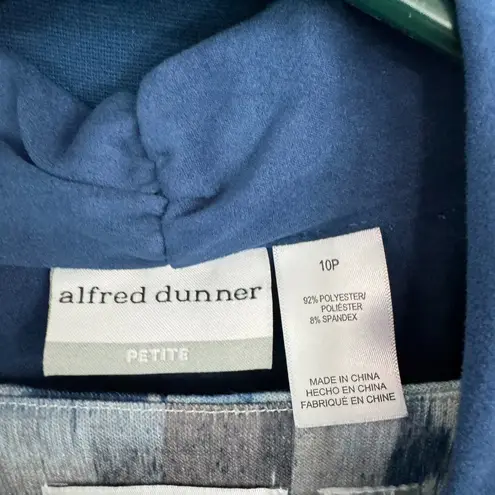 alfred dunner
PETITE
10P
92% POLYESTER/
POLIÉSTER
8% SPANDEX
MADE IN CHINA
HECHO EN CHINA
FABRIQUÉ EN CHINE